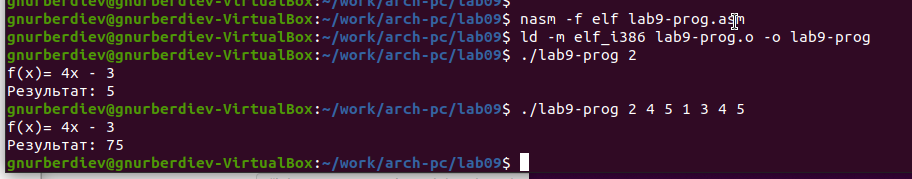 gnurberdiev@gnurberdiev-VirtualBox:~/work/arch-pc/lab09$ nasm -f elf lab9-prog.asm
gnurberdiev@gnurberdiev-VirtualBox:~/work/arch-pc/lab09$ ld -m elf_i386 lab9-prog.o -o lab9-prog
gnurberdiev@gnurberdiev-VirtualBox:~/work/arch-pc/lab09$ ./lab9-prog 2
f(x)= 4x - 3
Результат: 5
gnurberdiev@gnurberdiev-VirtualBox:~/work/arch-pc/lab09$ ./lab9-prog 2 4 5 1 3 4 5
f(x)= 4x - 3
Результат: 75
gnurberdiev@gnurberdiev-VirtualBox:~/work/arch-pc/lab09$